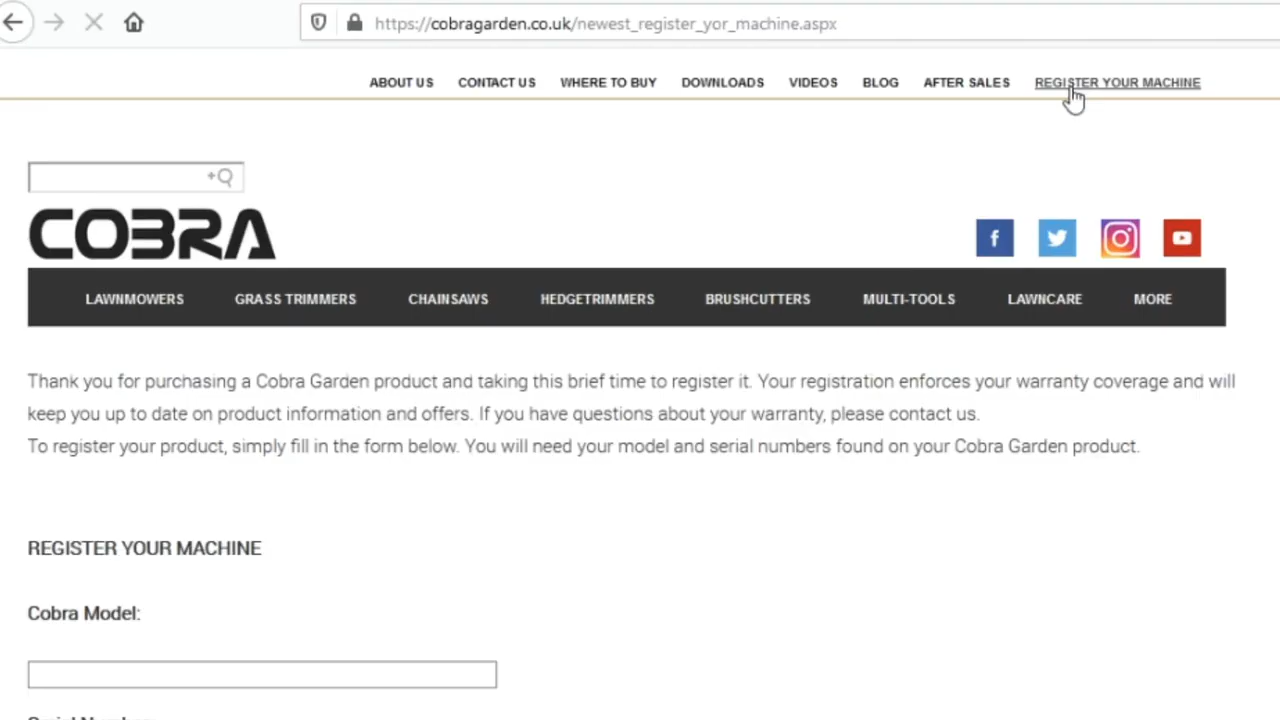 https://cobragarden.co.uk/newest_register_yor_machine.aspx
ABOUT US CONTACT US WHERE TO BUY DOWNLOADS VIDEOS BLOG AFTER SALES REGISTER YOUR MACHINE
COBRA
LAWNMOWERS GRASS TRIMMERS CHAINSAWS HEDGETRIMMERS BRUSHCUTTERS MULTI-TOOLS LAWNCARE MORE
Thank you for purchasing a Cobra Garden product and taking this brief time to register it. Your registration enforces your warranty coverage and will
keep you up to date on product information and offers. If you have questions about your warranty, please contact us.
To register your product, simply fill in the form below. You will need your model and serial numbers found on your Cobra Garden product.
REGISTER YOUR MACHINE
Cobra Model: